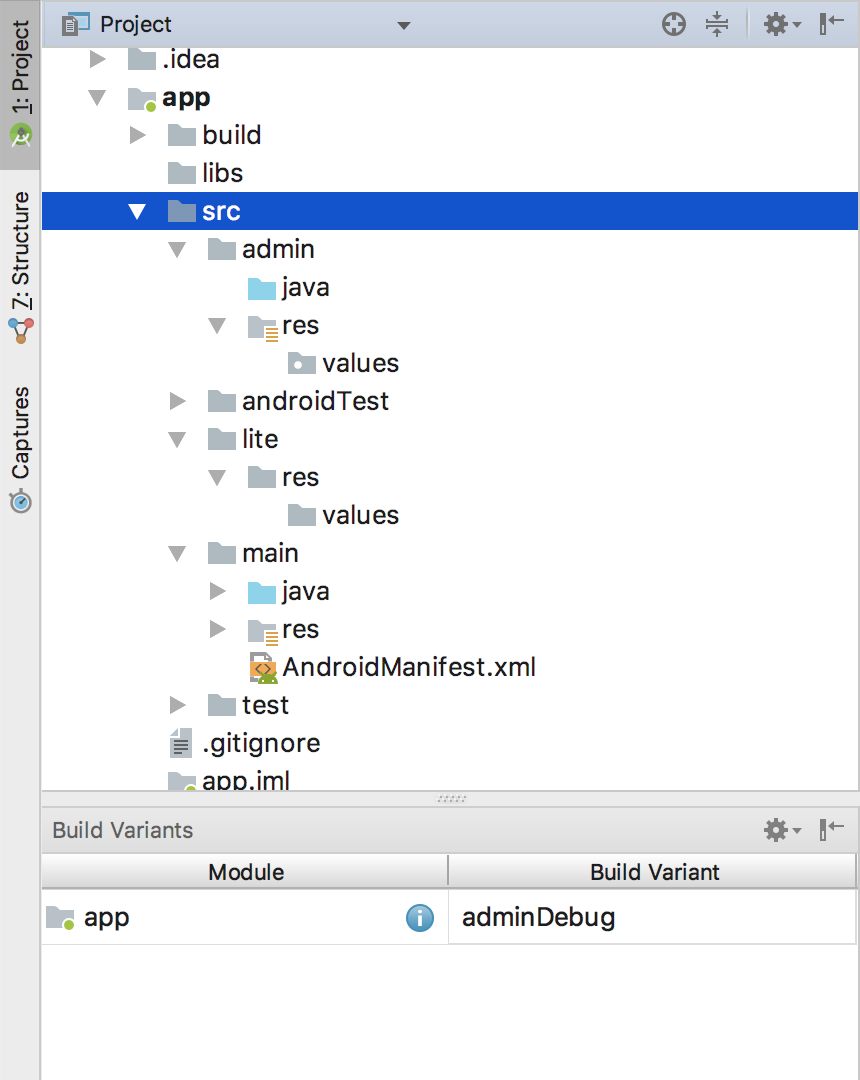 Project
.idea
app
build
libs
src
admin
java
res
values
androidTest
lite
res
values
main
java
res
AndroidManifest.xml
test
.gitignore
app.iml
1: Project
7: Structure
Captures
Build Variants
Module Build Variant
app adminDebug